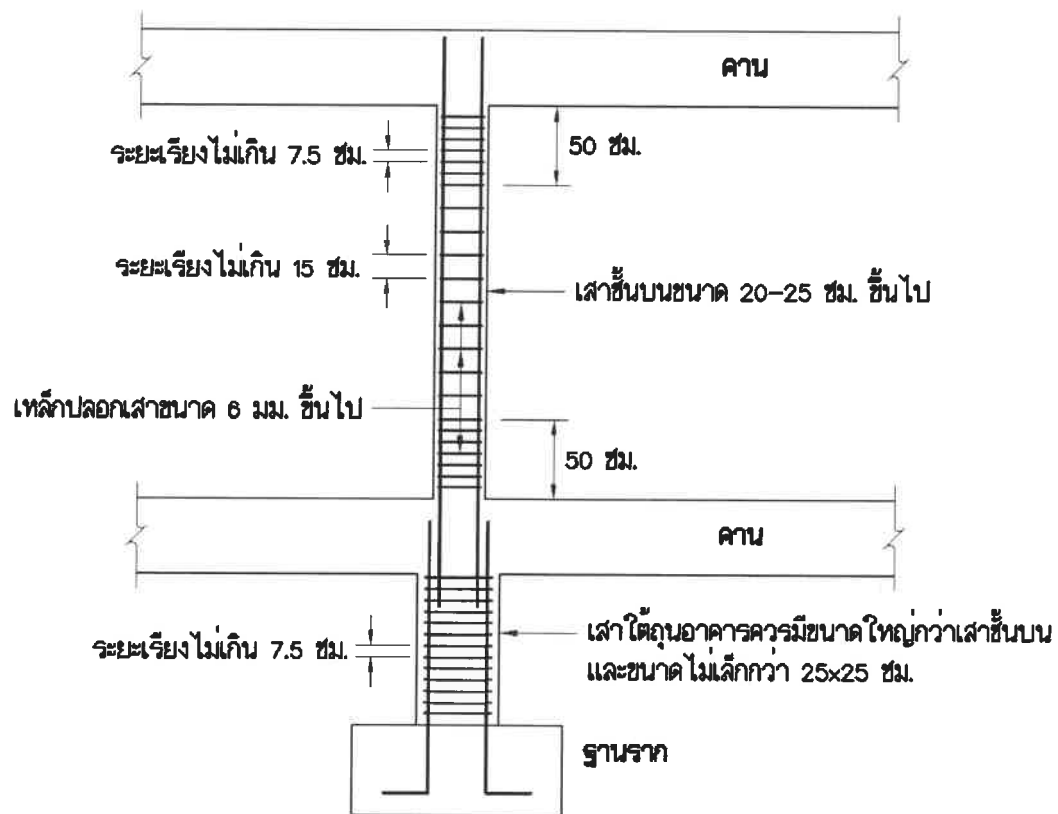 คาน
ระยะเรียงไม่เกิน 7.5 ซม.
50 ซม.
ระยะเรียงไม่เกิน 15 ซม.
เสาชั้นบนขนาด 20-25 ซม. ขึ้นไป
เหล็กปลอกเสาขนาด 6 มม. ขึ้นไป
50 ซม.
คาน
ระยะเรียงไม่เกิน 7.5 ซม.
เสาใต้ถุนอาคารควรมีขนาดใหญ่กว่าเสาชั้นบน
และขนาดไม่เล็กกว่า 25x25 ซม.
ฐานราก